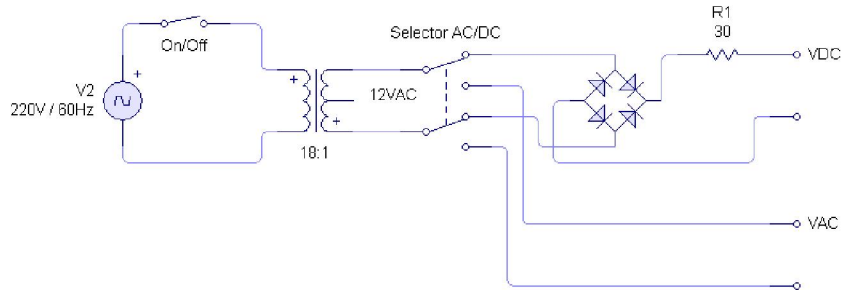 R1
30
VDC
Selector AC/DC
On/Off
V2
220V / 60Hz
12VAC
18:1
VAC